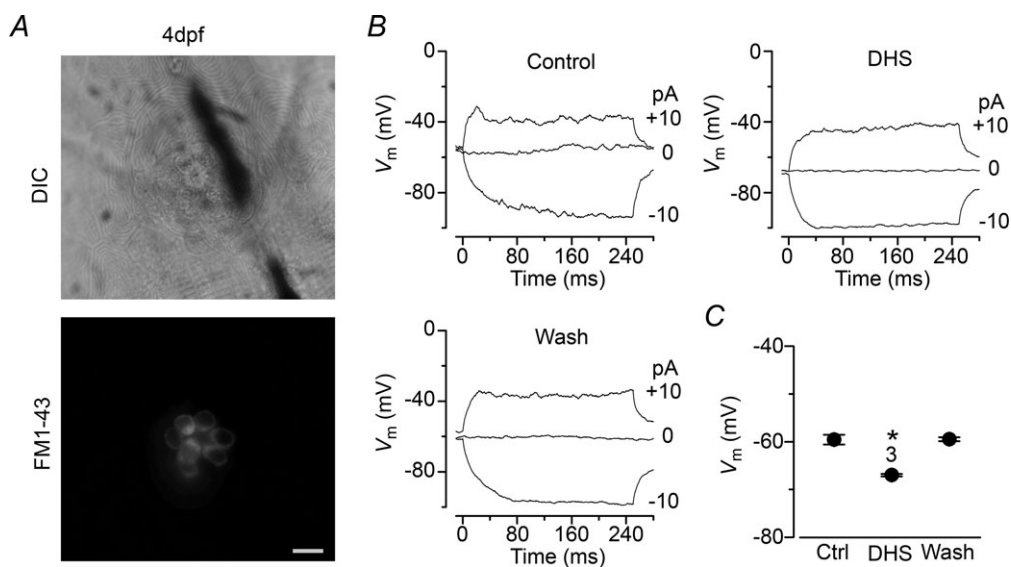 A
4dpf
DIC
FM1-43
B
0
-40
-80
Vm (mV)
Control
pA
+10
0
-10
0 80 160 240
Time (ms)
0
-40
-80
Vm (mV)
DHS
pA
+10
0
-10
0 80 160 240
Time (ms)
0
-40
-80
Vm (mV)
Wash
pA
+10
0
-10
0 80 160 240
Time (ms)
C
-40
-60
-80
Vm (mV)
*
3
Ctrl DHS Wash